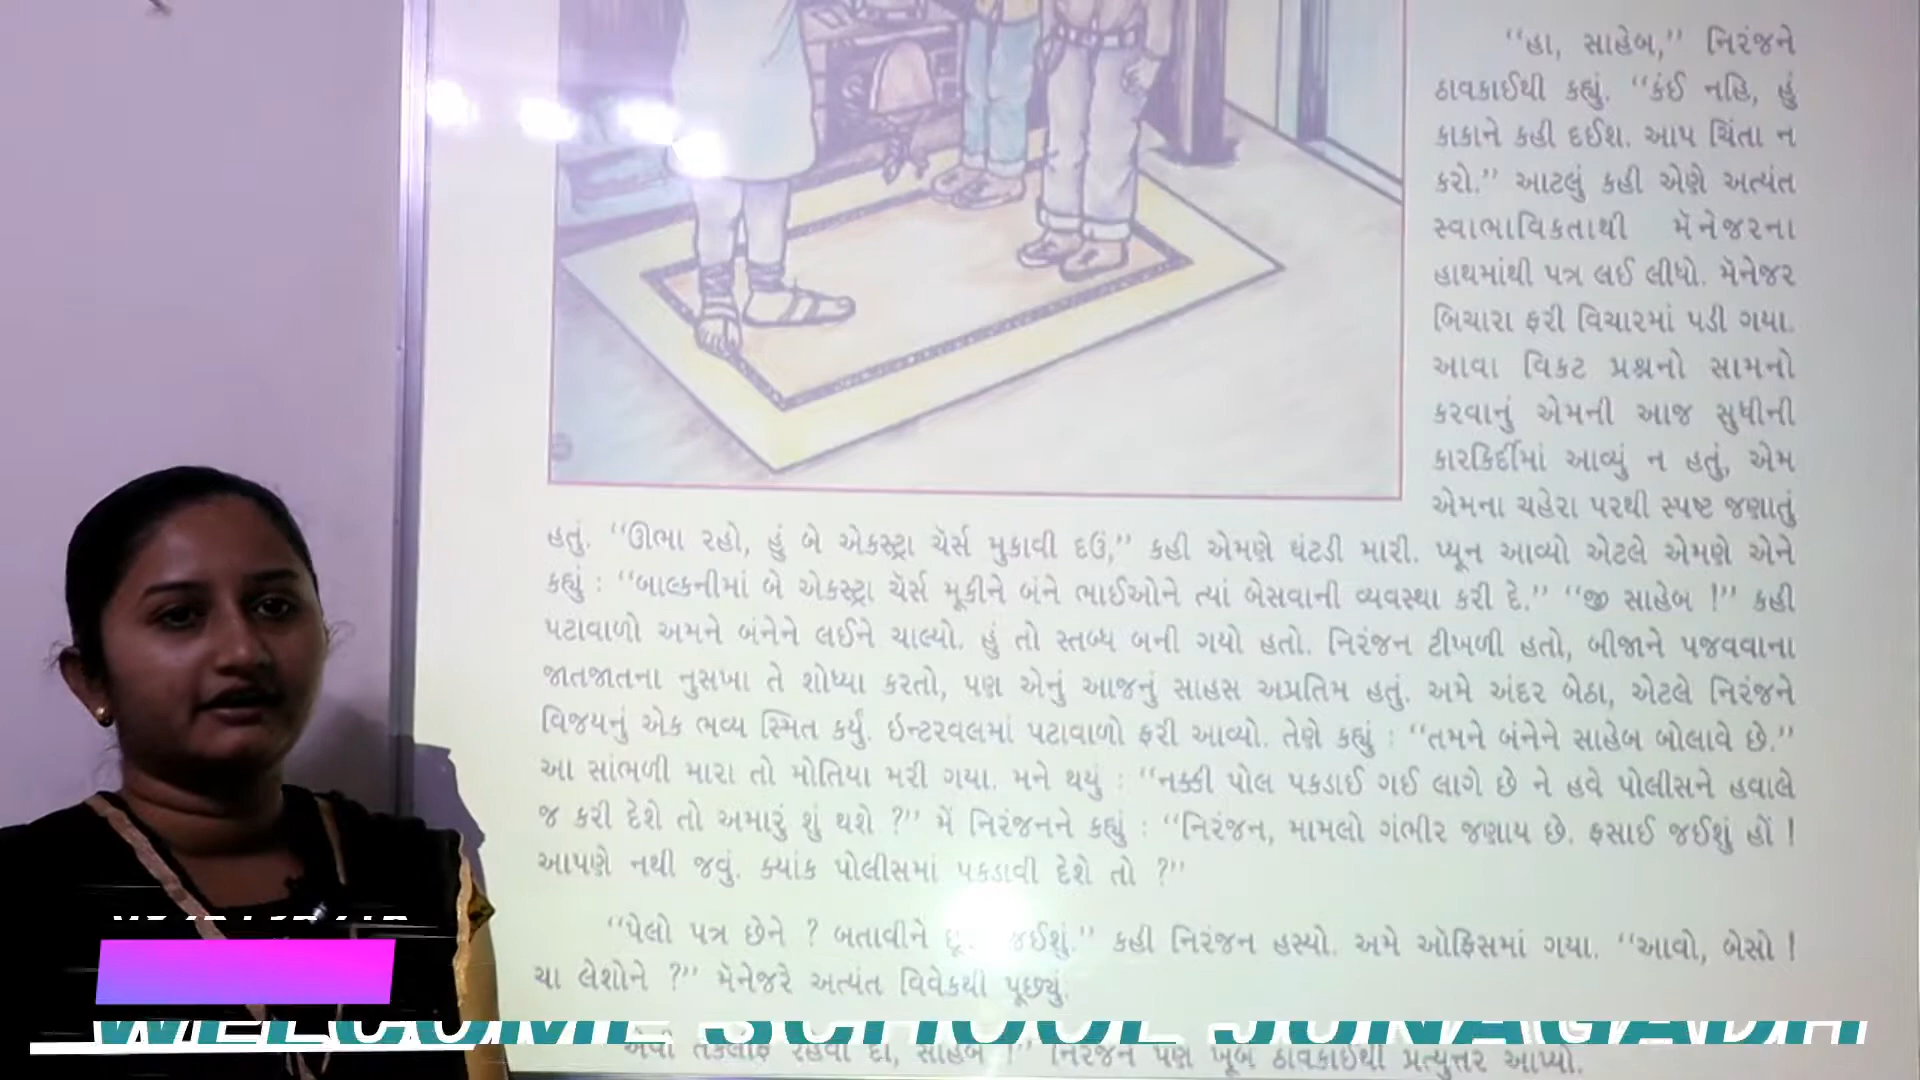 “હા, સાહેબ,” નિરંજને
ઠાવકાઈથી કહ્યું. “કંઈ નહિ, હું
કાકાને કહી દઈશ. આપ ચિંતા ન
કરો.” આટલું કહી એણે અત્યંત
સ્વાભાવિકતાથી મૅનેજરના
હાથમાંથી પત્ર લઈ લીધો. મૅનેજર
બિચારા ફરી વિચારમાં પડી ગયા.
આવા વિકટ પ્રશ્નનો સામનો
કરવાનું એમની આજ સુધીની
કારકિર્દીમાં આવ્યું ન હતું, એમ
એમના ચહેરા પરથી સ્પષ્ટ જણાતું
હતું. “ઊભા રહો, હું બે એકસ્ટ્રા ચૅર્સ મુકાવી દઉં,” કહી એમણે ઘંટડી મારી. પ્યૂન આવ્યો એટલે એમણે એને
કહ્યું : “બાલ્કનીમાં બે એકસ્ટ્રા ચૅર્સ મૂકીને બંને ભાઈઓને ત્યાં બેસવાની વ્યવસ્થા કરી દે.” “જી સાહેબ !” કહી
પટાવાળો અમને બંનેને લઈને ચાલ્યો. હું તો સ્તબ્ધ બની ગયો હતો. નિરંજન ટીખળી હતો, બીજાને પજવવાના
જાતજાતના નુસખા તે શોધ્યા કરતો, પણ એનું આજનું સાહસ અપ્રતિમ હતું. અમે અંદર બેઠા, એટલે નિરંજને
વિજયનું એક ભવ્ય સ્મિત કર્યું. ઇન્ટરવલમાં પટાવાળો ફરી આવ્યો. તેણે કહ્યું : “તમને બંનેને સાહેબ બોલાવે છે.”
આ સાંભળી મારા તો મોતિયા મરી ગયા. મને થયું : “નક્કી પોલ પકડાઈ ગઈ લાગે છે ને હવે પોલીસને હવાલે
જ કરી દેશે તો અમારું શું થશે ?” મેં નિરંજનને કહ્યું : “નિરંજન, મામલો ગંભીર જણાય છે. ફસાઈ જઈશું હોં !
આપણે નથી જવું. ક્યાંક પોલીસમાં પકડાવી દેશે તો ?”
“પેલો પત્ર છેને ? બતાવીને જઈશું.” કહી નિરંજન હસ્યો. અમે ઓફિસમાં ગયા. “આવો, બેસો !
ચા લેશોને ?” મૅનેજરે અત્યંત વિવેકથી પૂછ્યું.
WELCOME SCHOOL JUNAGADH
એવી તકલીફ રહેવા દો, સાહેબ !” નિરંજને પણ ખૂબ ઠાવકાઈથી પ્રત્યુત્તર આપ્યો.